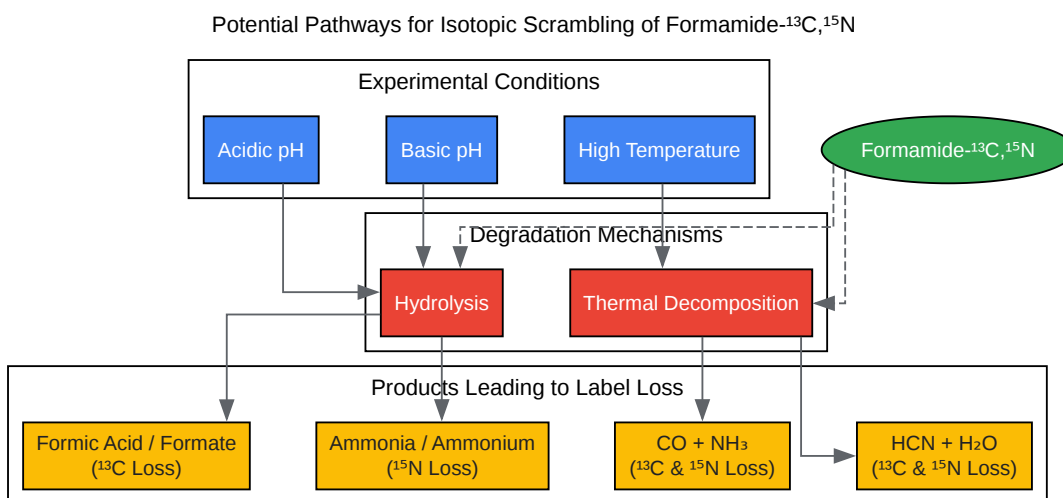 Potential Pathways for Isotopic Scrambling of Formamide-¹³C,¹⁵N
Experimental Conditions
Acidic pH
Basic pH
High Temperature
Formamide-¹³C,¹⁵N
Degradation Mechanisms
Hydrolysis
Thermal Decomposition
Products Leading to Label Loss
Formic Acid / Formate
(¹³C Loss)
Ammonia / Ammonium
(¹⁵N Loss)
CO + NH₃
(¹³C & ¹⁵N Loss)
HCN + H₂O
(¹³C & ¹⁵N Loss)